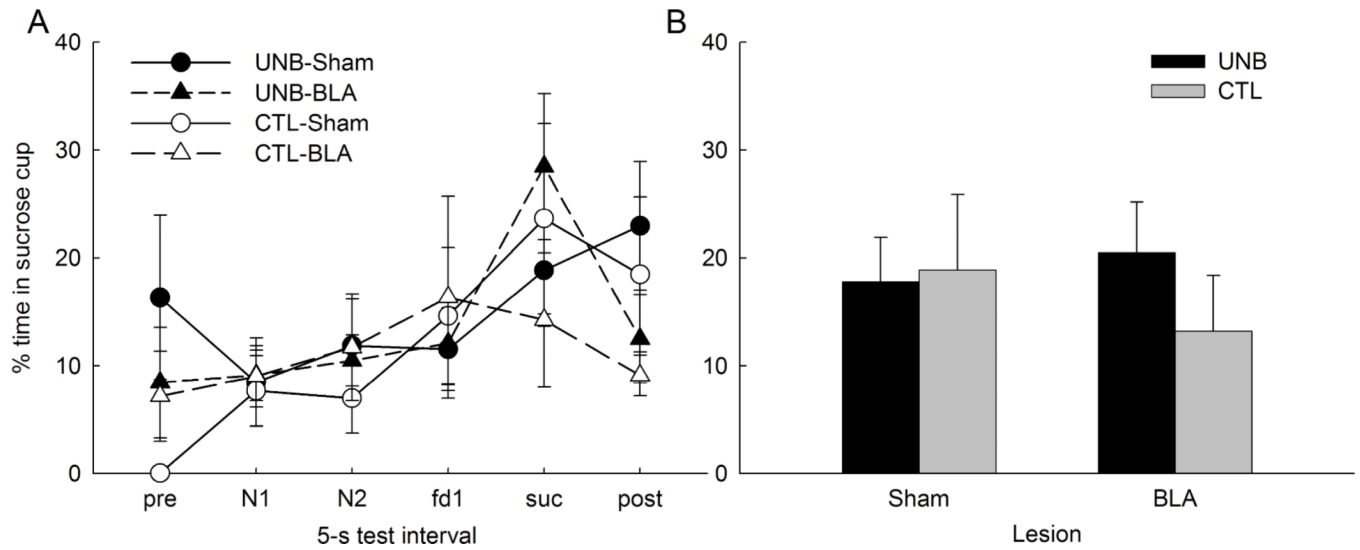 A
40
30
20
10
0
% time in sucrose cup
UNB-Sham
UNB-BLA
CTL-Sham
CTL-BLA
pre N1 N2 fd1 suc post
5-s test interval
B
40
30
20
10
0
UNB
CTL
Sham BLA
Lesion